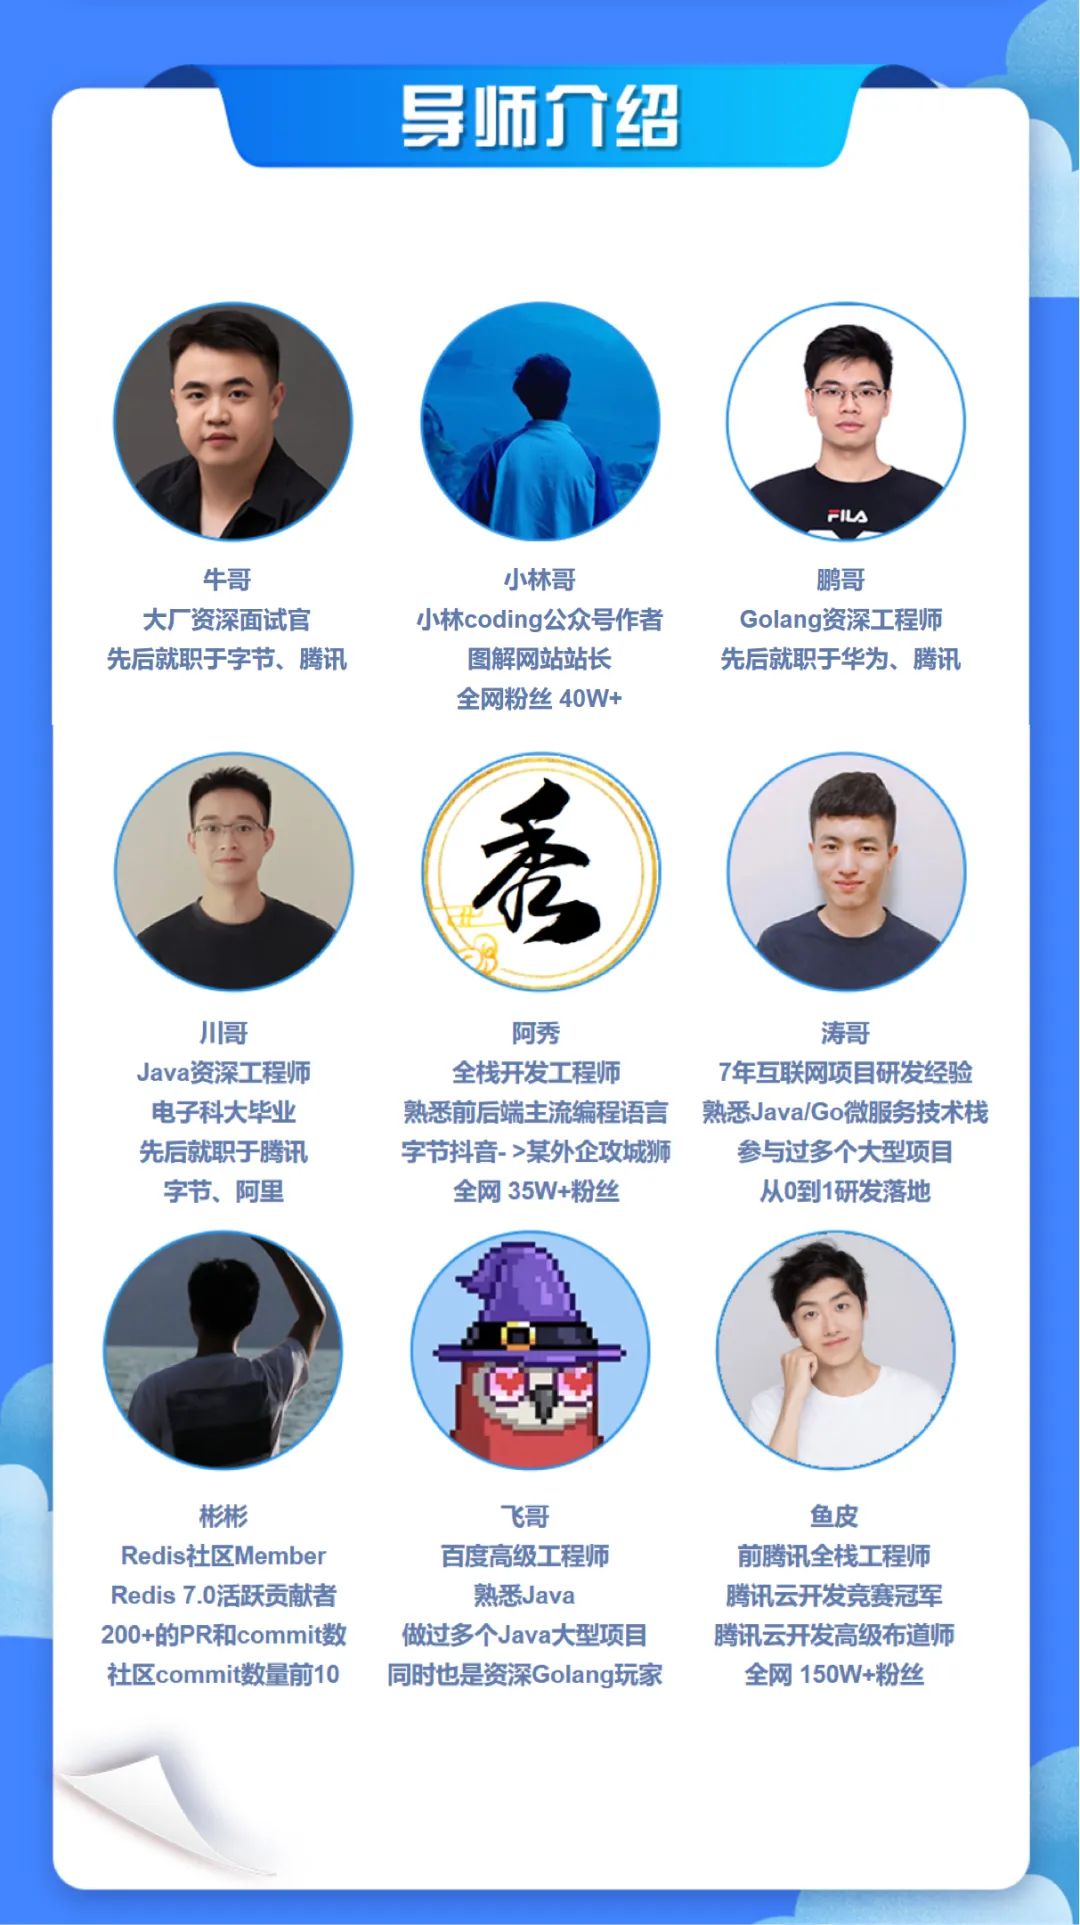 导师介绍
FILA
牛哥
大厂资深面试官
先后就职于字节、腾讯
小林哥
小林coding公众号作者
图解网站站长
全网粉丝 40W+
鹏哥
Golang资深工程师
先后就职于华为、腾讯
秀
川哥
Java资深工程师
电子科大毕业
先后就职于腾讯
字节、阿里
阿秀
全栈开发工程师
熟悉前后端主流编程语言
字节抖音- >某外企攻城狮
全网 35W+粉丝
涛哥
7年互联网项目研发经验
熟悉Java/Go微服务技术栈
参与过多个大型项目
从0到1研发落地
彬彬
Redis社区Member
Redis 7.0活跃贡献者
200+的PR和commit数
社区commit数量前10
飞哥
百度高级工程师
熟悉Java
做过多个Java大型项目
同时也是资深Golang玩家
鱼皮
前腾讯全栈工程师
腾讯云开发竞赛冠军
腾讯云开发高级布道师
全网 150W+粉丝